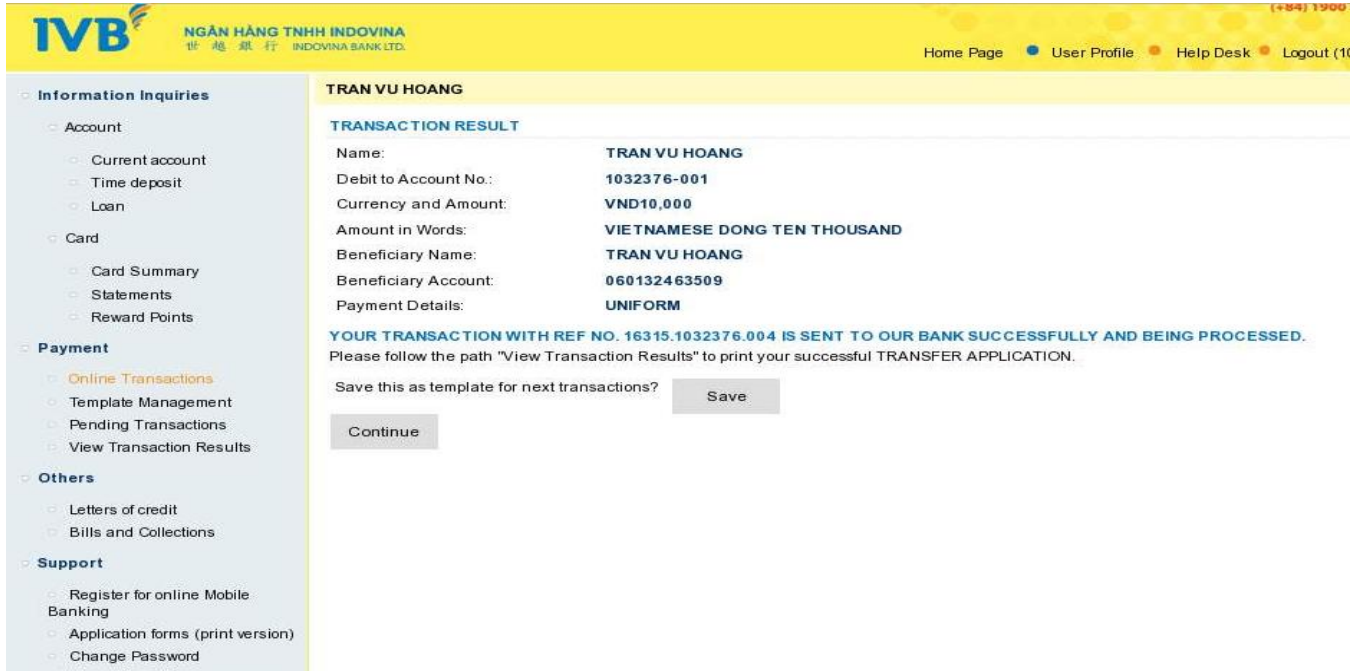 (+84) 1900
IVB
NGÂN HÀNG TNHH INDOVINA
世 越 銀 行 INDOVINA BANK LTD.
Home Page User Profile Help Desk Logout (10
Information Inquiries
Account
Current account
Time deposit
Loan
Card
Card Summary
Statements
Reward Points
Payment
Online Transactions
Template Management
Pending Transactions
View Transaction Results
Others
Letters of credit
Bills and Collections
Support
Register for online Mobile
Banking
Application forms (print version)
Change Password
TRAN VU HOANG
TRANSACTION RESULT
Name: TRAN VU HOANG
Debit to Account No.: 1032376-001
Currency and Amount: VND10,000
Amount in Words: VIETNAMESE DONG TEN THOUSAND
Beneficiary Name: TRAN VU HOANG
Beneficiary Account: 060132463509
Payment Details: UNIFORM
YOUR TRANSACTION WITH REF NO. 16315.1032376.004 IS SENT TO OUR BANK SUCCESSFULLY AND BEING PROCESSED.
Please follow the path "View Transaction Results" to print your successful TRANSFER APPLICATION.
Save this as template for next transactions? Save
Continue